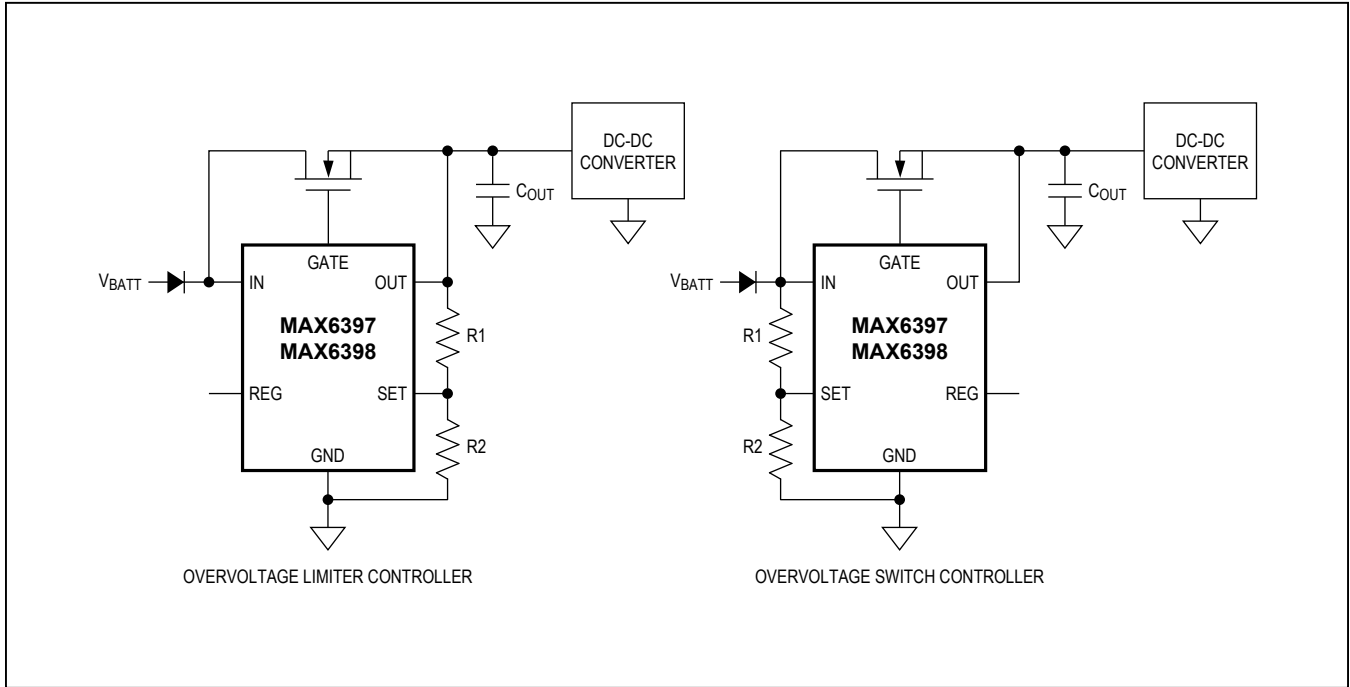 DC-DC
CONVERTER
COUT
GATE
VBATT
IN
OUT
MAX6397
MAX6398
R1
REG
SET
R2
GND
OVERVOLTAGE LIMITER CONTROLLER
DC-DC
CONVERTER
COUT
GATE
VBATT
IN
OUT
R1
MAX6397
MAX6398
SET
REG
R2
GND
OVERVOLTAGE SWITCH CONTROLLER